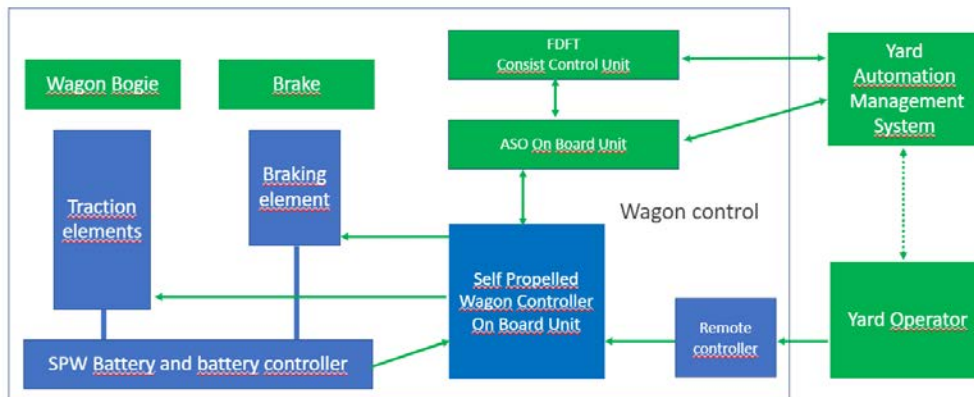 FDFT
Consist Control Unit
Yard
Automation
Management
System
Wagon Bogie
Brake
ASO On Board Unit
Braking
element
Traction
elements
Wagon control
Self Propelled
Wagon Controller
On Board Unit
Remote
controller
Yard Operator
SPW Battery and battery controller